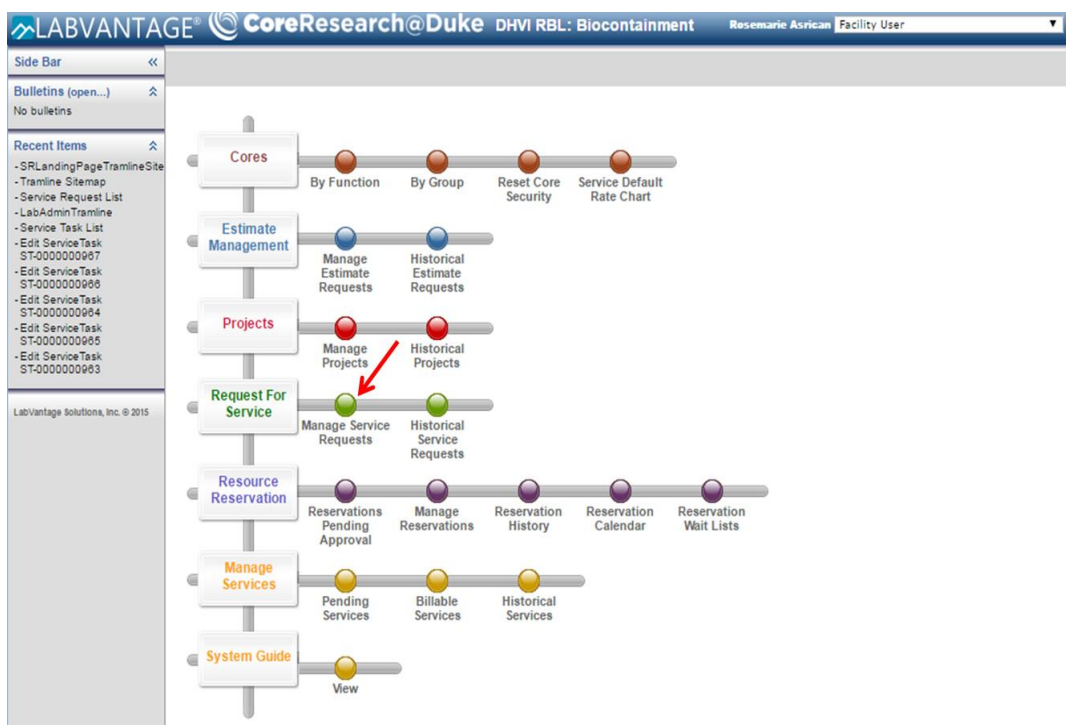 LABVANTAGE® CoreResearch@Duke DHVI RBL: Biocontainment Rosemarie Asrican Facility User
Side Bar
Bulletins (open...)
No bulletins
Recent Items
-SRLandingPageTramlineSite
-Tramline Sitemap
-Service Request List
-LabAdminTramline
-Service Task List
-Edit ServiceTask
ST-0000000967
-Edit ServiceTask
ST-0000000966
-Edit ServiceTask
ST-0000000964
-Edit ServiceTask
ST-0000000965
-Edit ServiceTask
ST-0000000963
LabVantage Solutions, Inc. © 2015
Cores
By Function
By Group
Reset Core
Security
Service Default
Rate Chart
Estimate
Management
Manage
Estimate
Requests
Historical
Estimate
Requests
Projects
Manage
Projects
Historical
Projects
Request For
Service
Manage Service
Requests
Historical
Service
Requests
Resource
Reservation
Reservations
Pending
Approval
Manage
Reservations
Reservation
History
Reservation
Calendar
Reservation
Wait Lists
Manage
Services
Pending
Services
Billable
Services
Historical
Services
System Guide
View